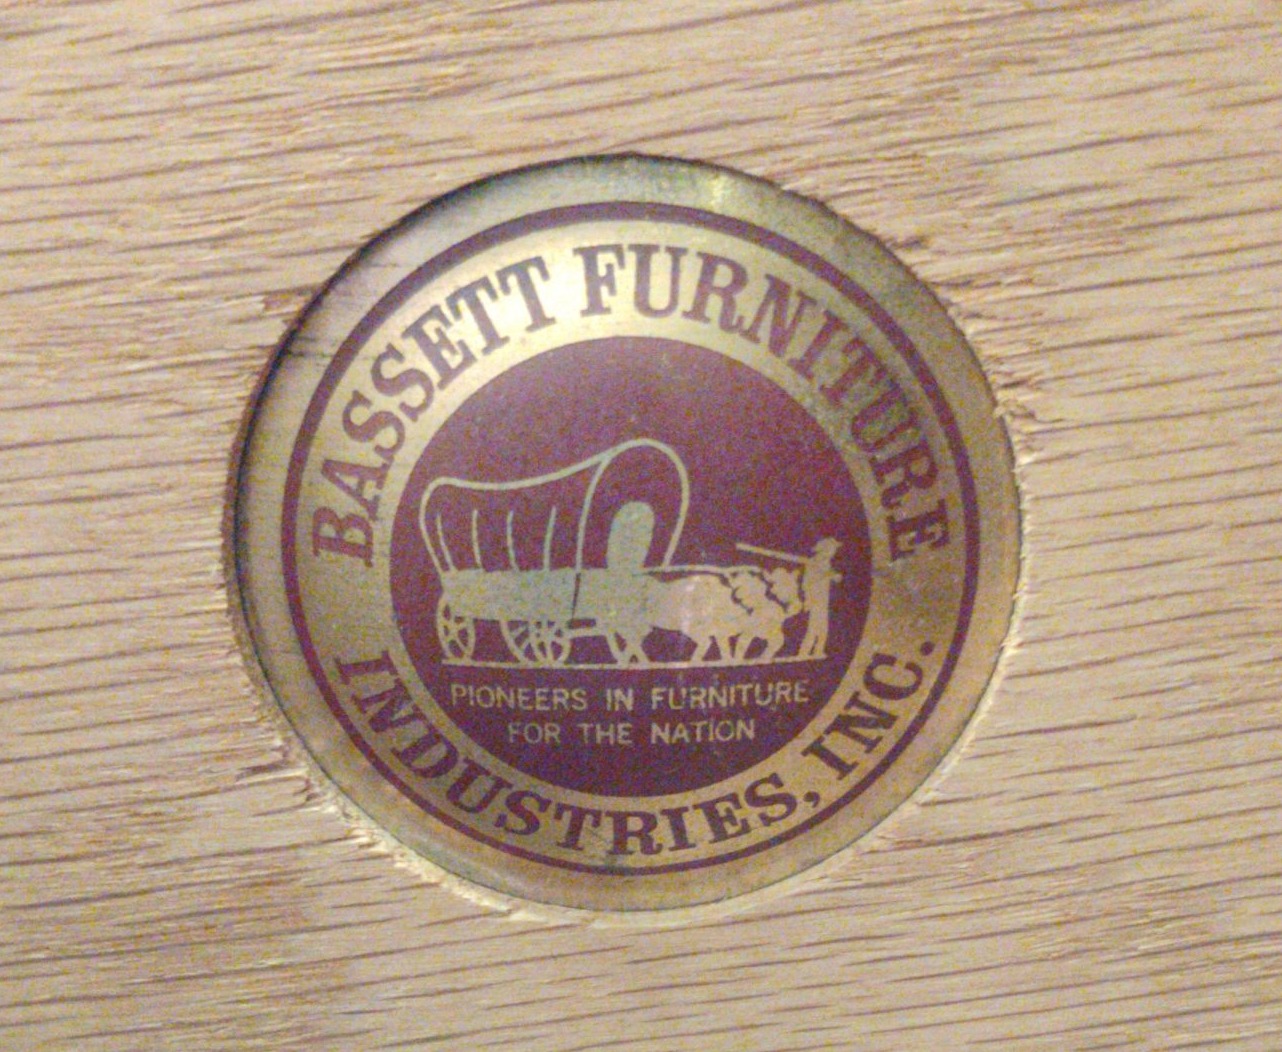 BASSETT FURNITURE
PIONEERS IN FURNITURE
FOR THE NATION
INDUSTRIES, INC.